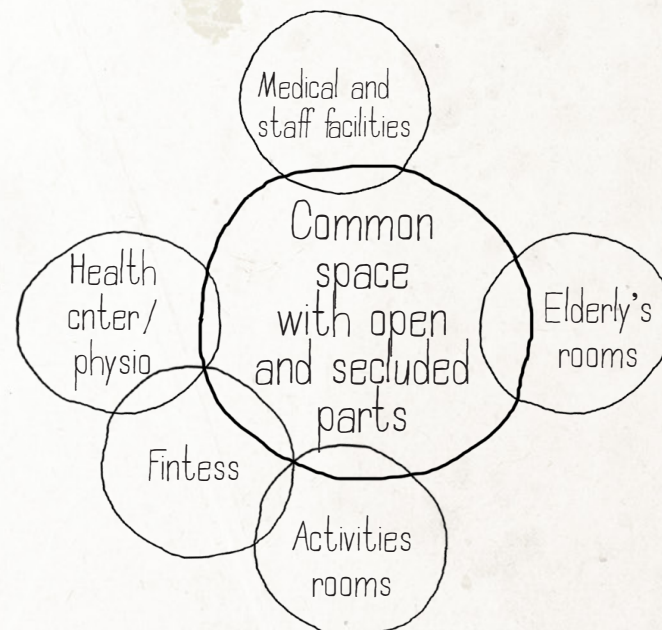 Medical and
staff facilities
Common
space
with open
and secluded
parts
Health
cnter/
physio
Elderly's
rooms
Fintess
Activities
rooms